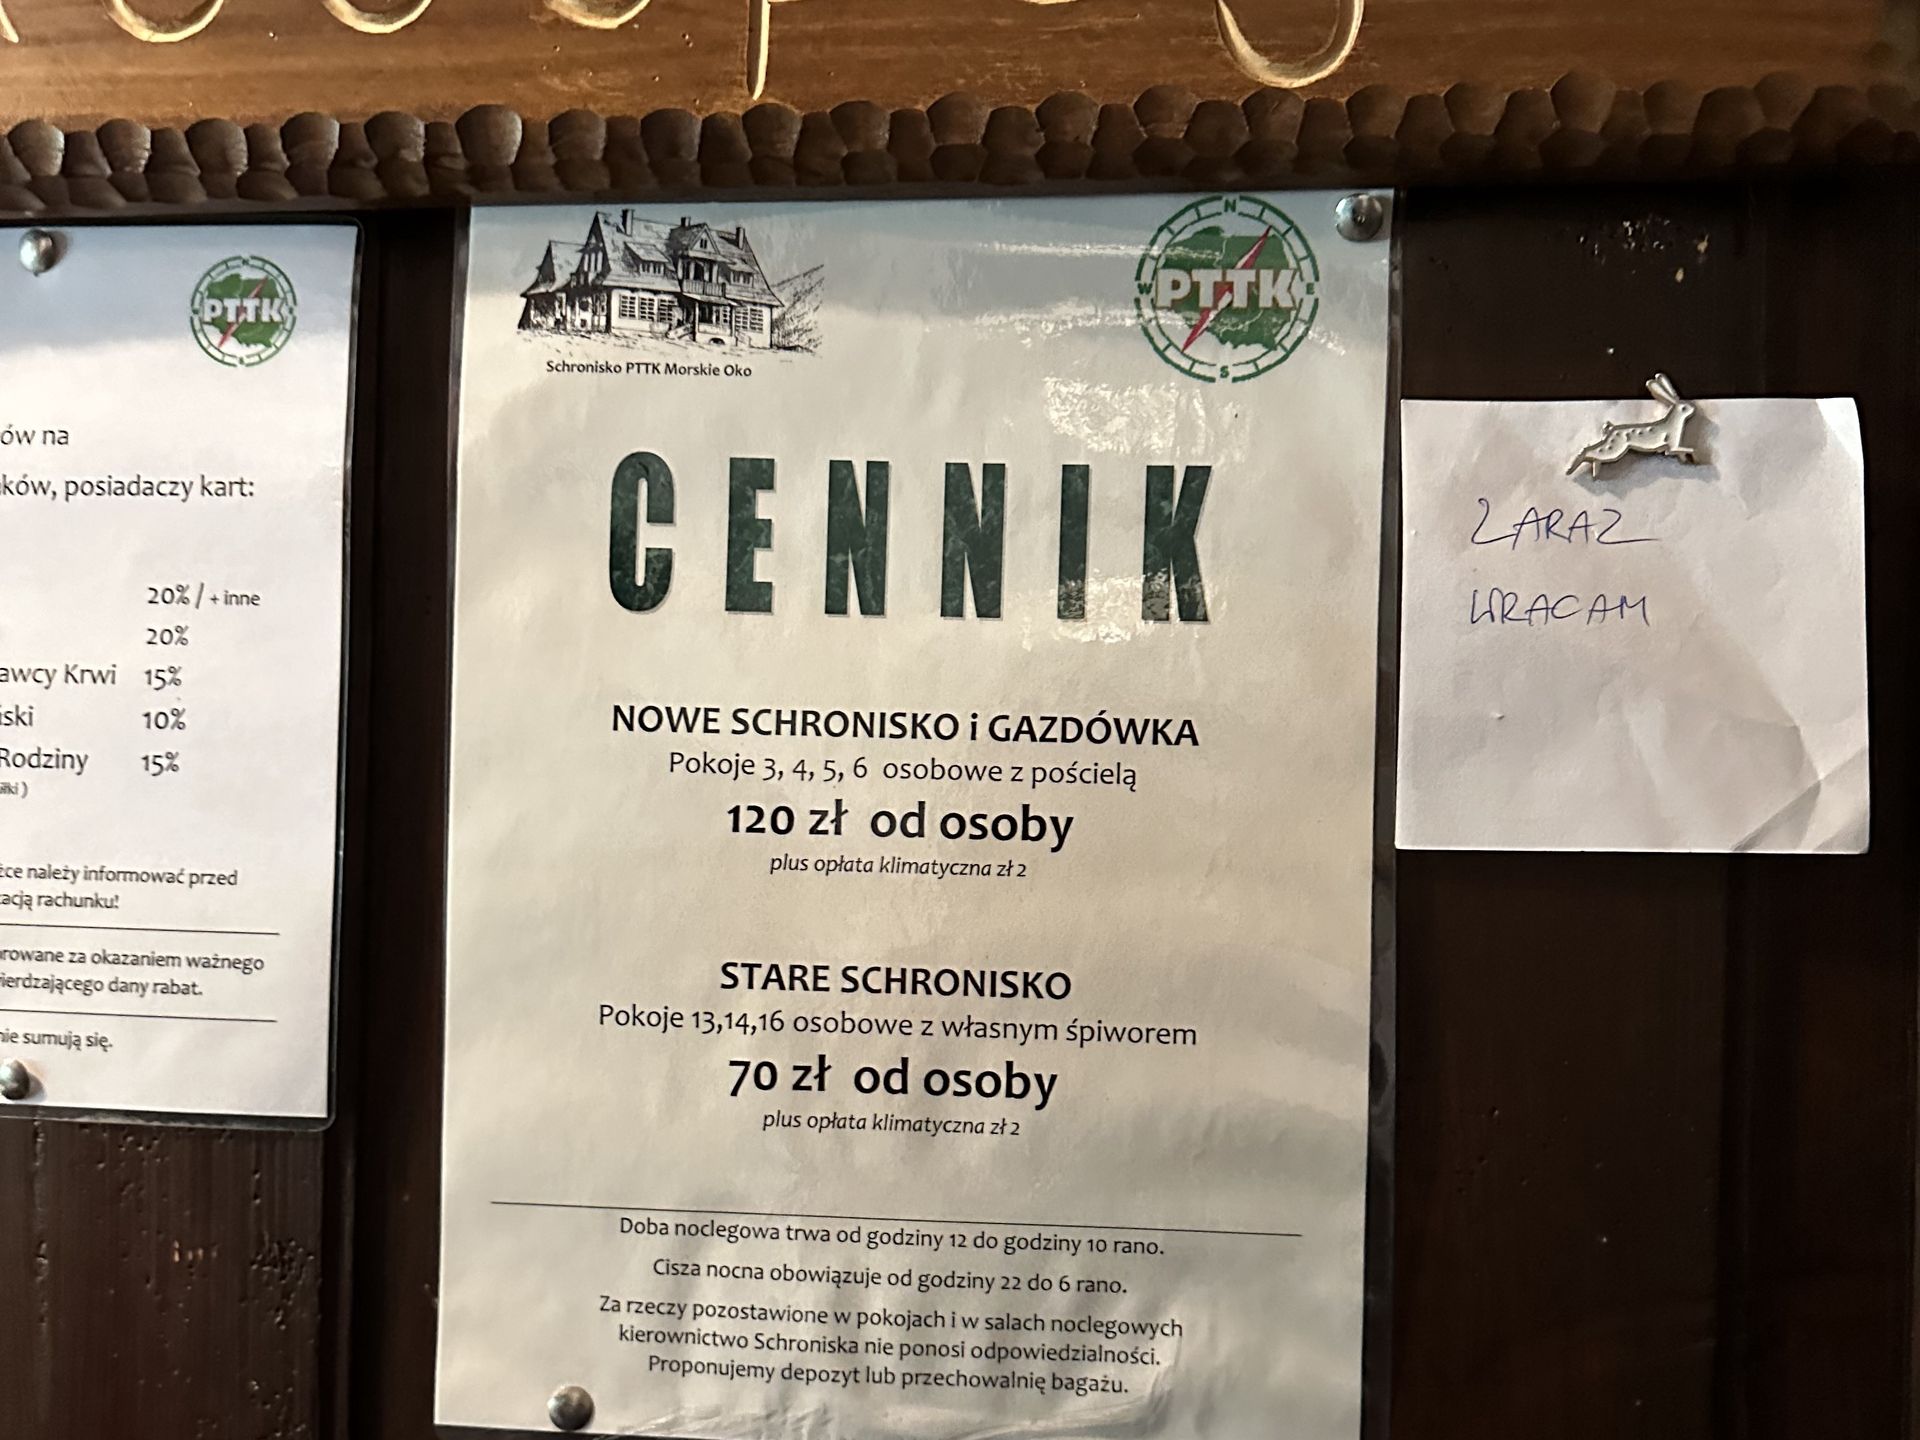 PTTK
ów na
ków, posiadaczy kart:
20% / + inne
20%
awcy Krwi 15%
ski 10%
Rodziny 15%
łki )
żce należy informować przed
acją rachunku!
rowane za okazaniem ważnego
ierdzającego dany rabat.
nie sumują się.
Schronisko PTTK Morskie Oko
N
W PTTK E
S
CENNIK
NOWE SCHRONISKO i GAZDÓWKA
Pokoje 3, 4, 5, 6 osobowe z pościelą
120 zł od osoby
plus opłata klimatyczna zł 2
STARE SCHRONISKO
Pokoje 13,14,16 osobowe z własnym śpiworem
70 zł od osoby
plus opłata klimatyczna zł 2
Doba noclegowa trwa od godziny 12 do godziny 10 rano.
Cisza nocna obowiązuje od godziny 22 do 6 rano.
Za rzeczy pozostawione w pokojach i w salach noclegowych
kierownictwo Schroniska nie ponosi odpowiedzialności.
Proponujemy depozyt lub przechowalnię bagażu.
ZARAZ
WRACAM